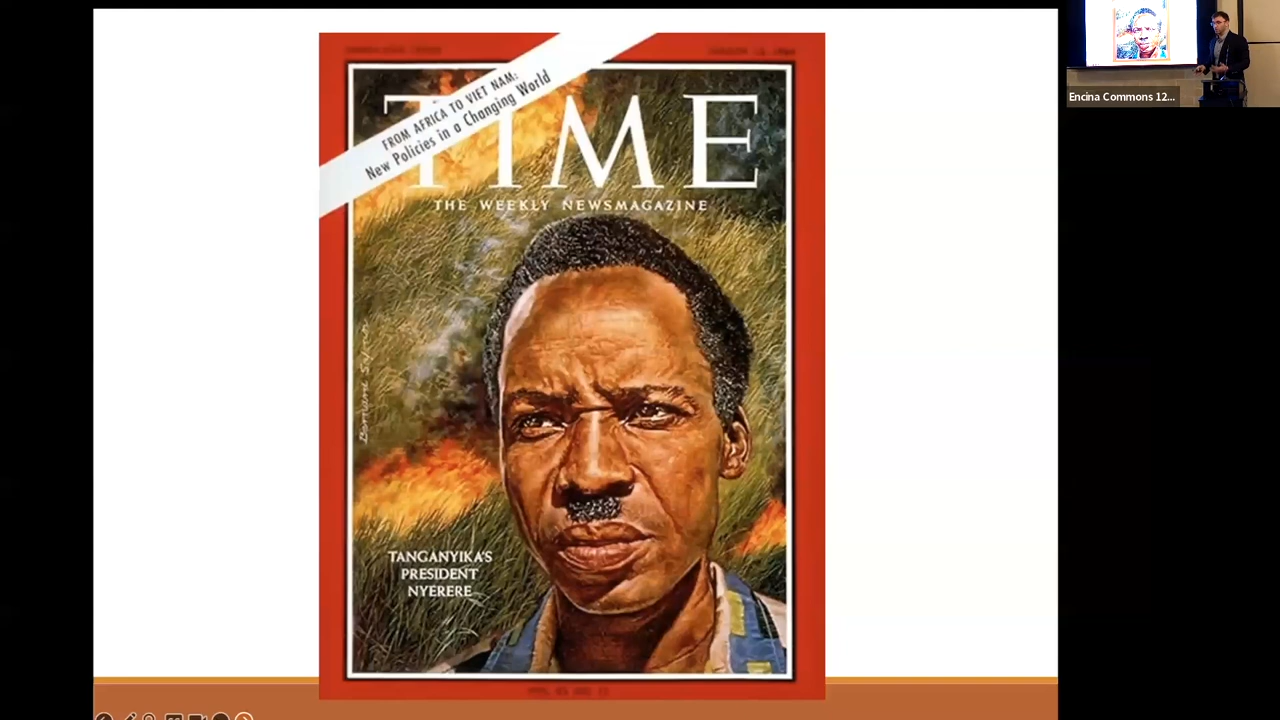 FROM AFRICA TO VIET NAM:
New Policies in a Changing World
TIME
THE WEEKLY NEWSMAGAZINE
TANGANYIKA'S
PRESIDENT
NYERERE
Encina Commons 12...